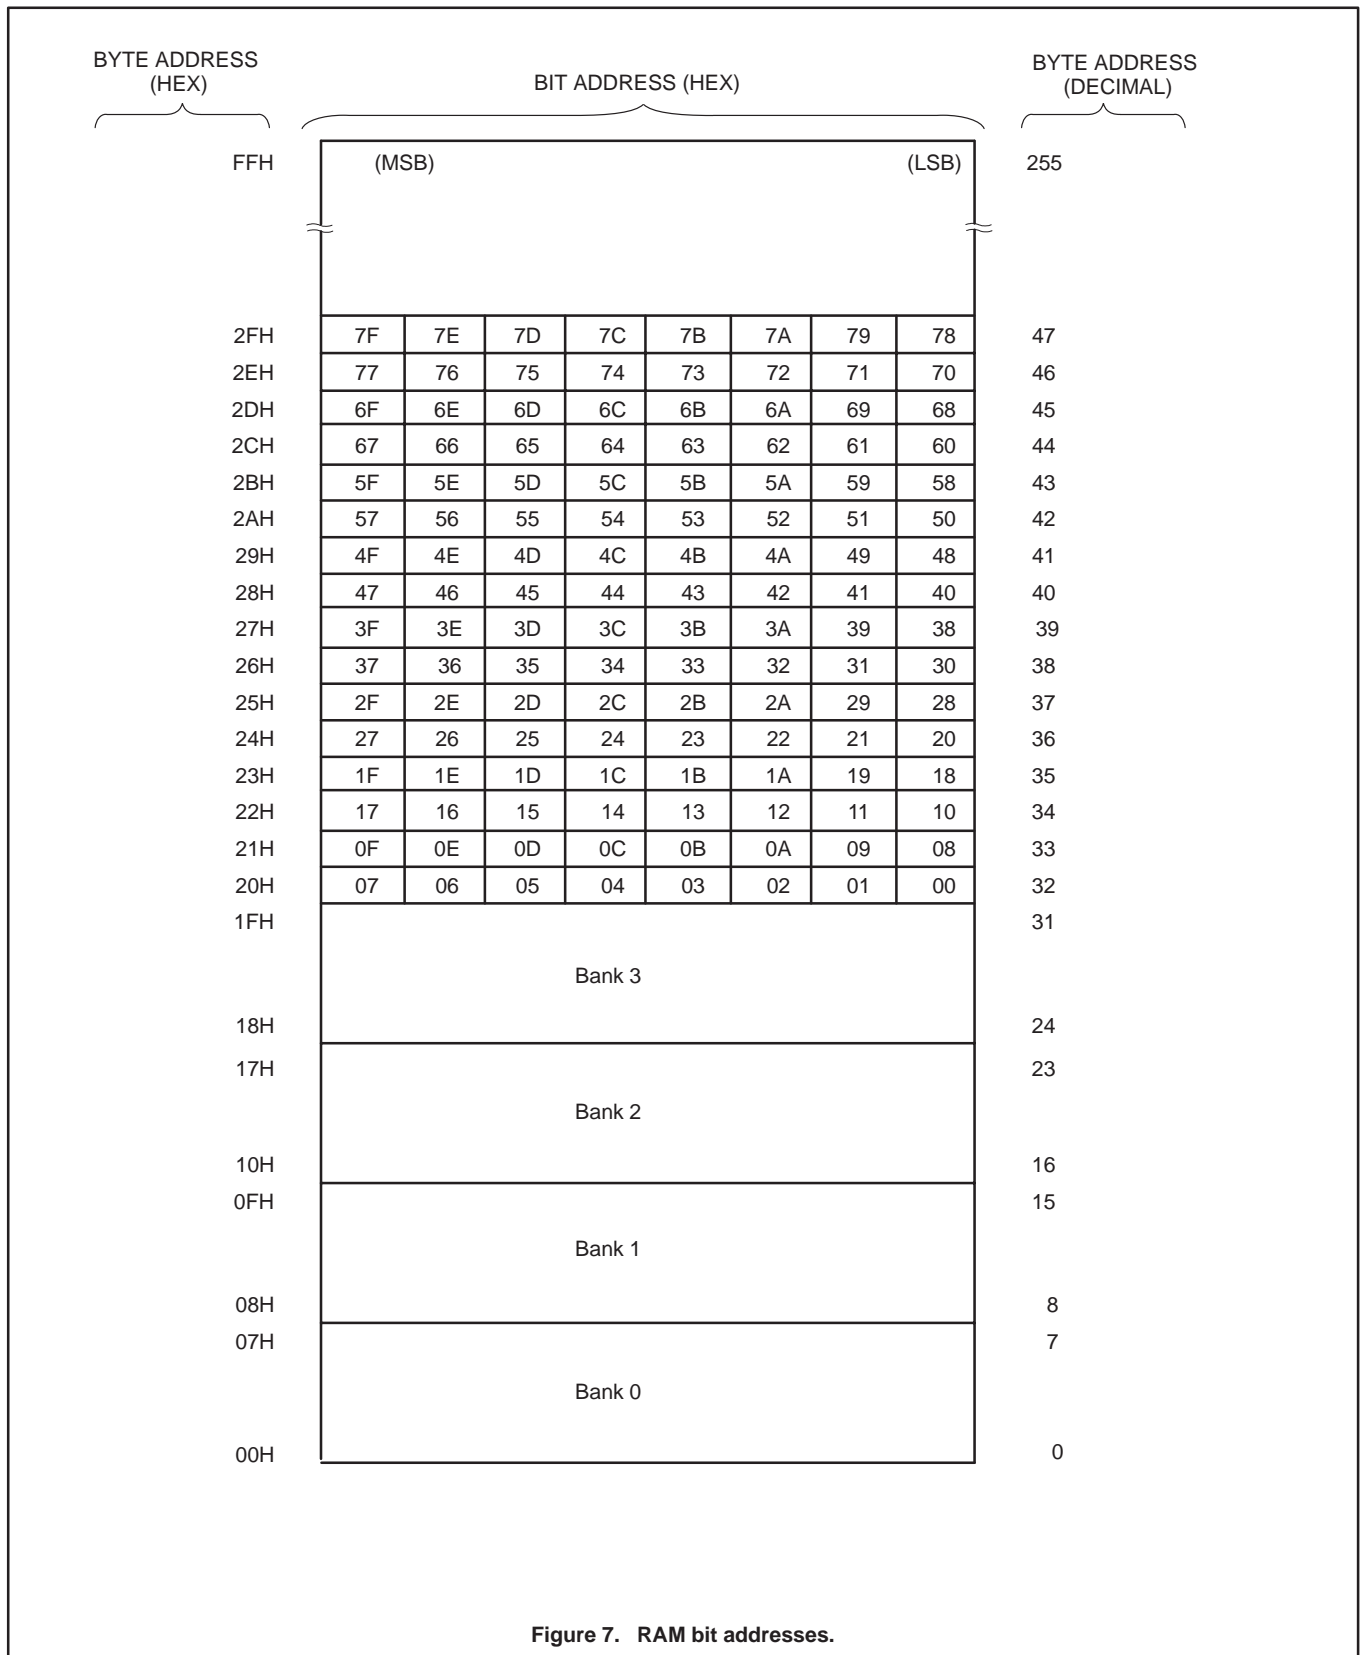 BYTE ADDRESS
(HEX)
BIT ADDRESS (HEX)
BYTE ADDRESS
(DECIMAL)
FFH (MSB) (LSB) 255
2FH 7F 7E 7D 7C 7B 7A 79 78 47
2EH 77 76 75 74 73 72 71 70 46
2DH 6F 6E 6D 6C 6B 6A 69 68 45
2CH 67 66 65 64 63 62 61 60 44
2BH 5F 5E 5D 5C 5B 5A 59 58 43
2AH 57 56 55 54 53 52 51 50 42
29H 4F 4E 4D 4C 4B 4A 49 48 41
28H 47 46 45 44 43 42 41 40 40
27H 3F 3E 3D 3C 3B 3A 39 38 39
26H 37 36 35 34 33 32 31 30 38
25H 2F 2E 2D 2C 2B 2A 29 28 37
24H 27 26 25 24 23 22 21 20 36
23H 1F 1E 1D 1C 1B 1A 19 18 35
22H 17 16 15 14 13 12 11 10 34
21H 0F 0E 0D 0C 0B 0A 09 08 33
20H 07 06 05 04 03 02 01 00 32
1FH 31
Bank 3
18H 24
17H 23
Bank 2
10H 16
0FH 15
Bank 1
08H 8
07H 7
Bank 0
00H 0
Figure 7. RAM bit addresses.